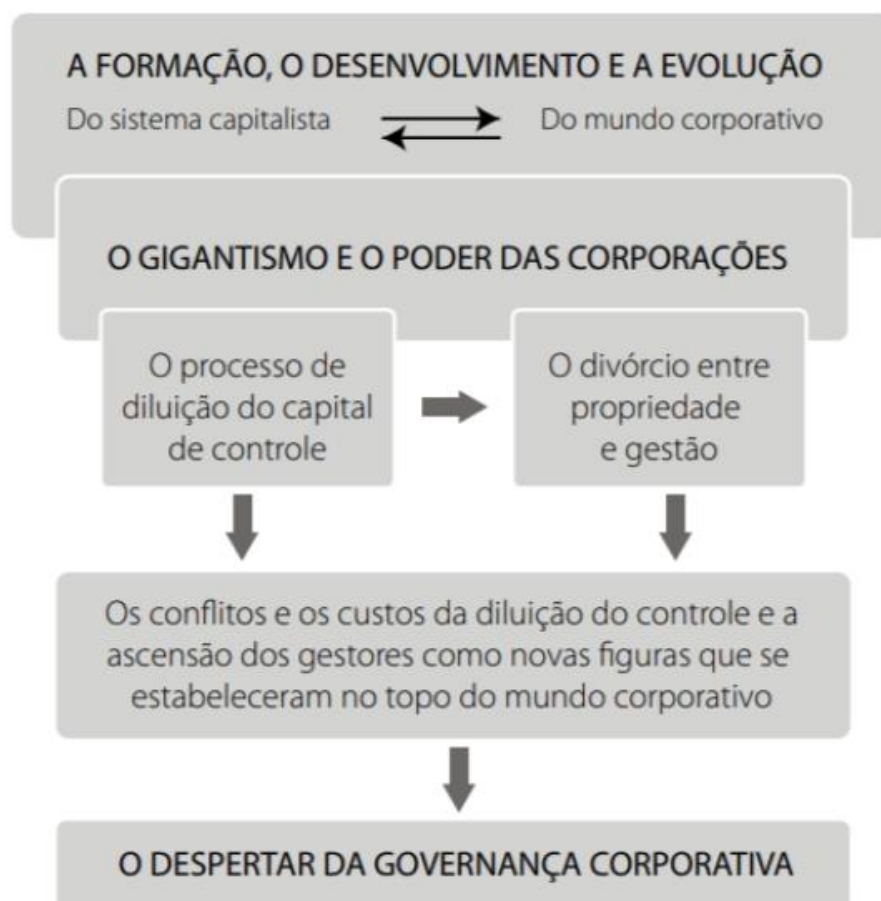 A FORMAÇÃO, O DESENVOLVIMENTO E A EVOLUÇÃO
Do sistema capitalista
Do mundo corporativo
O GIGANTISMO E O PODER DAS CORPORAÇÕES
O processo de
diluição do capital
de controle
O divórcio entre
propriedade
e gestão
Os conflitos e os custos da diluição do controle e a
ascensão dos gestores como novas figuras que se
estabeleceram no topo do mundo corporativo
O DESPERTAR DA GOVERNANÇA CORPORATIVA